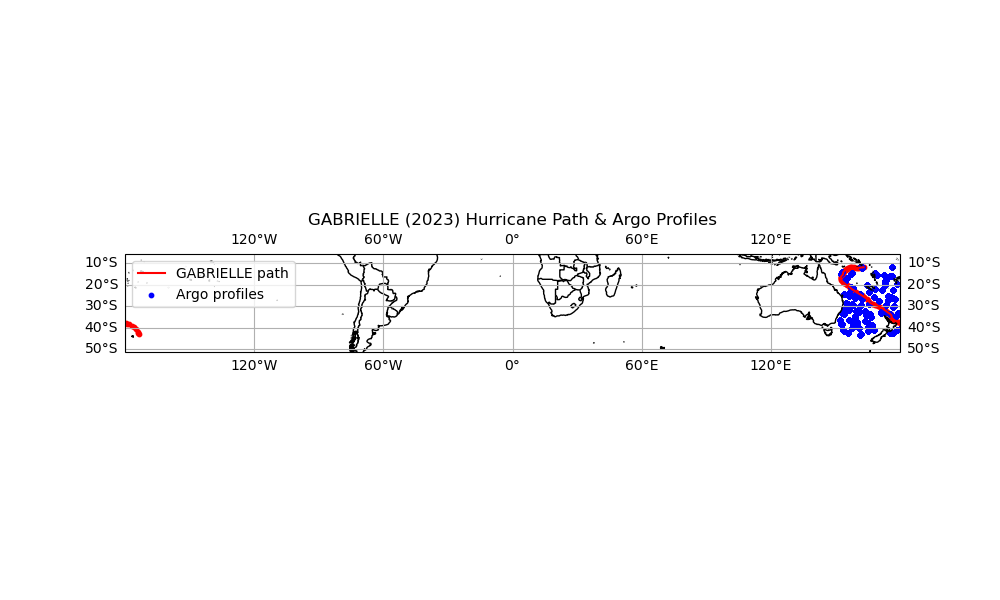 GABRIELLE (2023) Hurricane Path & Argo Profiles
120°W 60°W 0° 60°E 120°E
10°S 10°S
20°S 20°S
30°S 30°S
40°S 40°S
50°S 50°S
GABRIELLE path
Argo profiles
120°W 60°W 0° 60°E 120°E